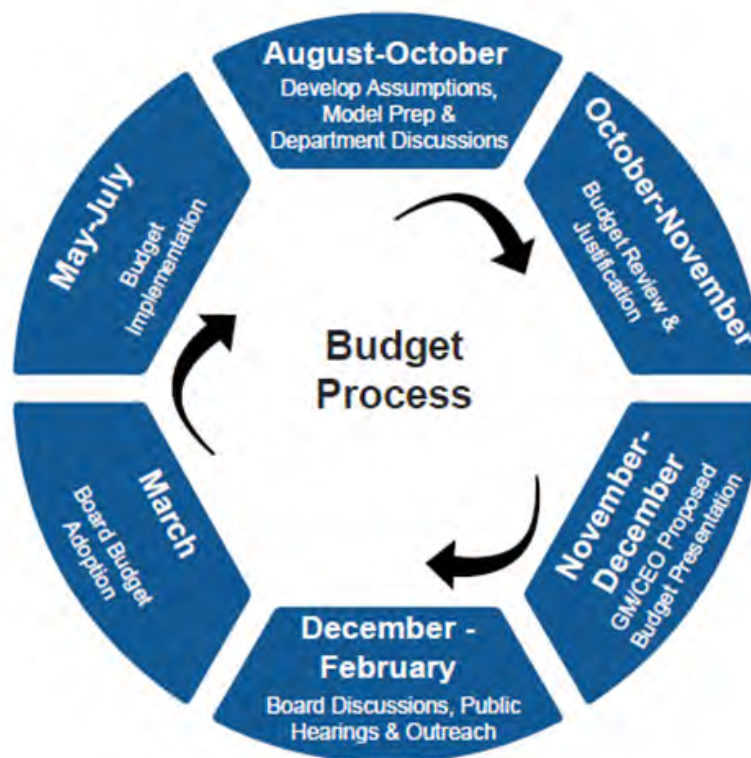 August-October
Develop Assumptions,
Model Prep &
Department Discussions
October-November
Budget Review &
Justification
November-
December
GM/CEO Proposed
Budget Presentation
December -
February
Board Discussions, Public
Hearings & Outreach
March
Board Budget
Adoption
May-July
Budget
Implementation
Budget
Process